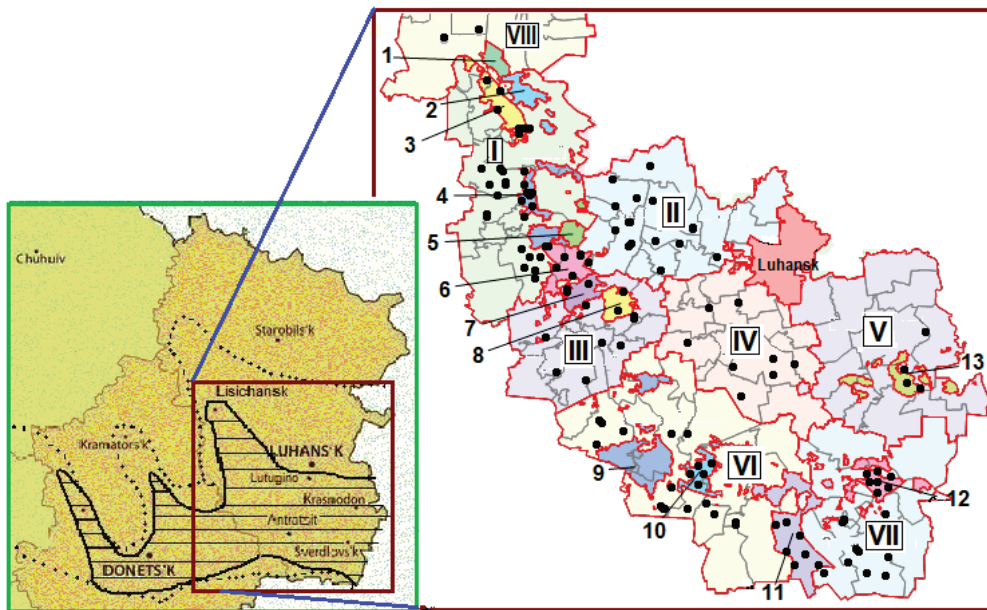 Chuhuiv
Starobils'k
Lisichansk
Kramators'k
LUHANS'K
Lutugino
Krasnodon
Antratsit
Sverdlovs'k
DONETS'K
VIII
1
2
3
I
4
II
5
Luhansk
6
7
8
III
IV
V
13
9
VI
10
12
VII
11